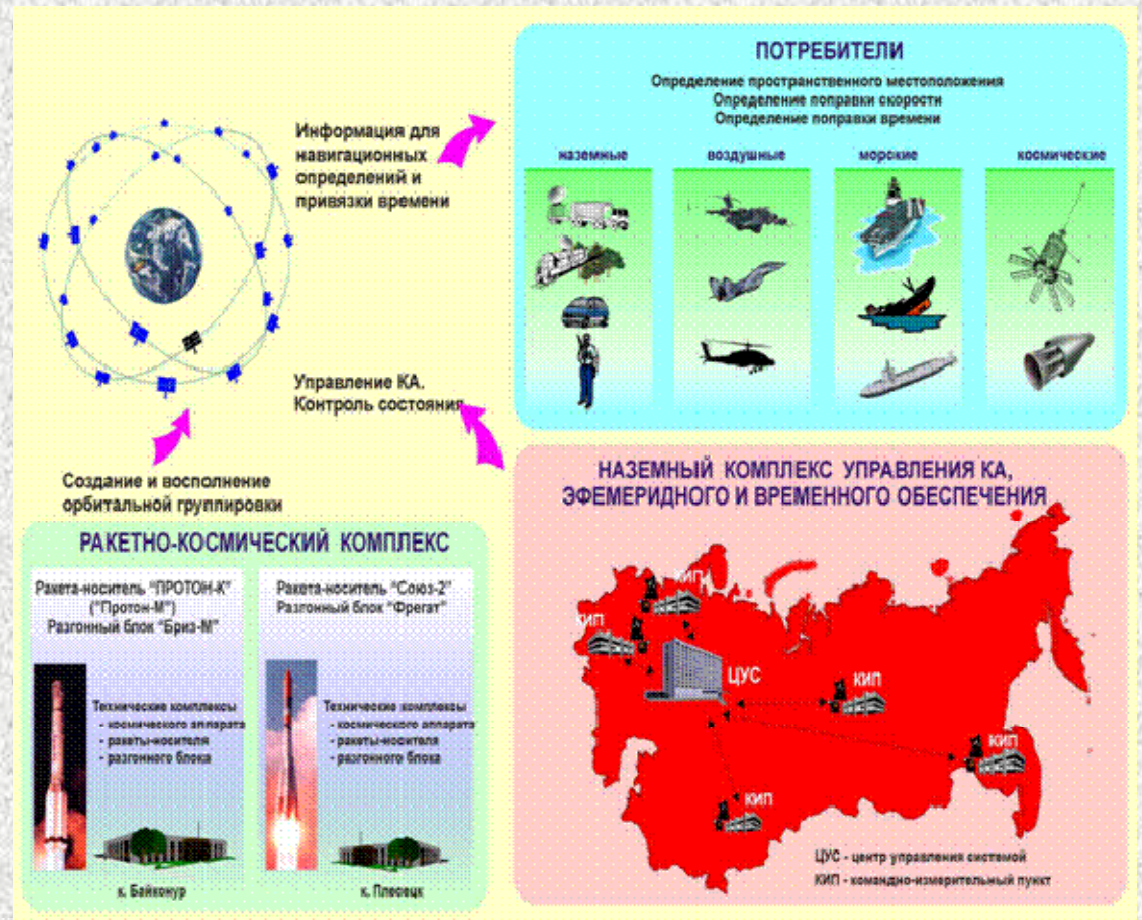 ПОТРЕБИТЕЛИ
Определение пространственного местоположения
Определение поправки скорости
Определение поправки времени
наземные
воздушные
морские
космические
Информация для
навигационных
определений и
привязки времени
Управление КА.
Контроль состояния
Создание и восполнение
орбитальной группировки
РАКЕТНО-КОСМИЧЕСКИЙ КОМПЛЕКС
Ракета-носитель "ПРОТОН-К"
("Протон-М")
Разгонный блок "Бриз-М"
Технические комплексы
- космического аппарата
- ракеты-носителя
- разгонного блока
к. Байконур
Ракета-носитель "Союз-2"
Разгонный блок "Фрегат"
Технические комплексы
- космического аппарата
- ракеты-носителя
- разгонного блока
к. Плесецк
НАЗЕМНЫЙ КОМПЛЕКС УПРАВЛЕНИЯ КА,
ЭФЕМЕРИДНОГО И ВРЕМЕННОГО ОБЕСПЕЧЕНИЯ
КИП
КИП
ЦУС
КИП
КИП
КИП
ЦУС - центр управления системой
КИП - командно-измерительный пункт